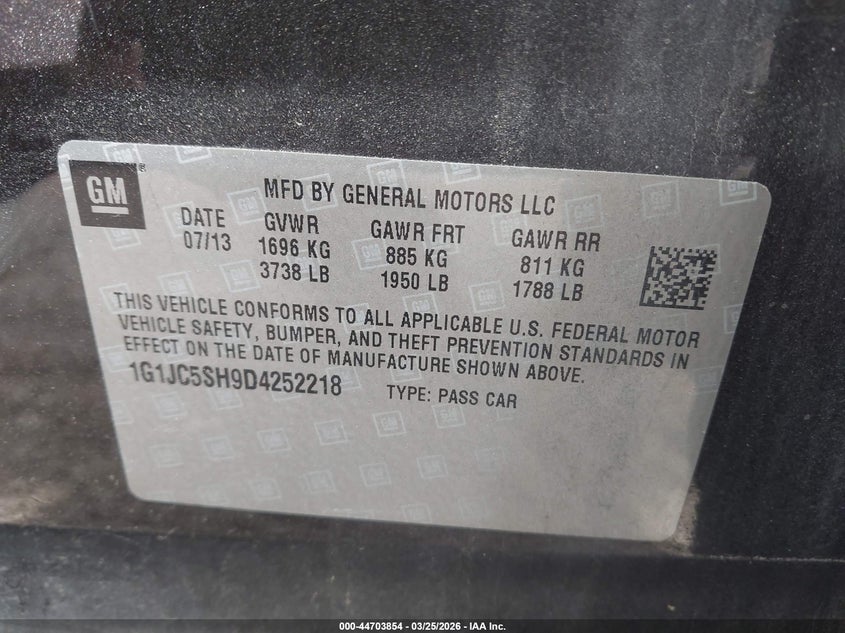 GM
MFD BY GENERAL MOTORS LLC
DATE GVWR GAWR FRT GAWR RR
07/13 1696 KG 885 KG 811 KG
3738 LB 1950 LB 1788 LB
THIS VEHICLE CONFORMS TO ALL APPLICABLE U.S. FEDERAL MOTOR
VEHICLE SAFETY, BUMPER, AND THEFT PREVENTION STANDARDS IN
EFFECT ON THE DATE OF MANUFACTURE SHOWN ABOVE.
1G1JC5SH9D4252218 TYPE: PASS CAR
000-44703854 - 03/25/2026 - IAA Inc.